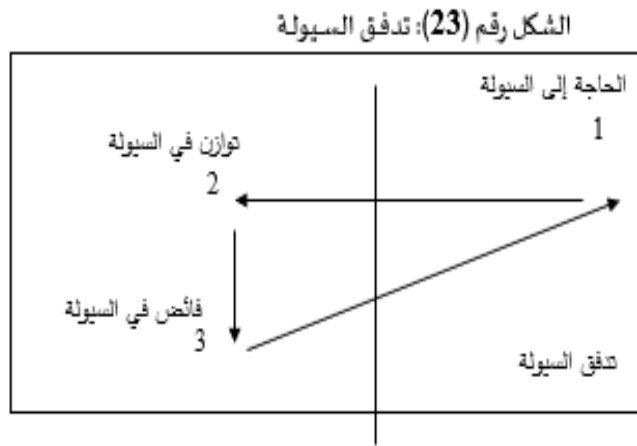 الشكل رقم (23): تدفق السيولة
الحاجة إلى السيولة
1
توازن في السيولة
2
فائض في السيولة
3
تدفق السيولة